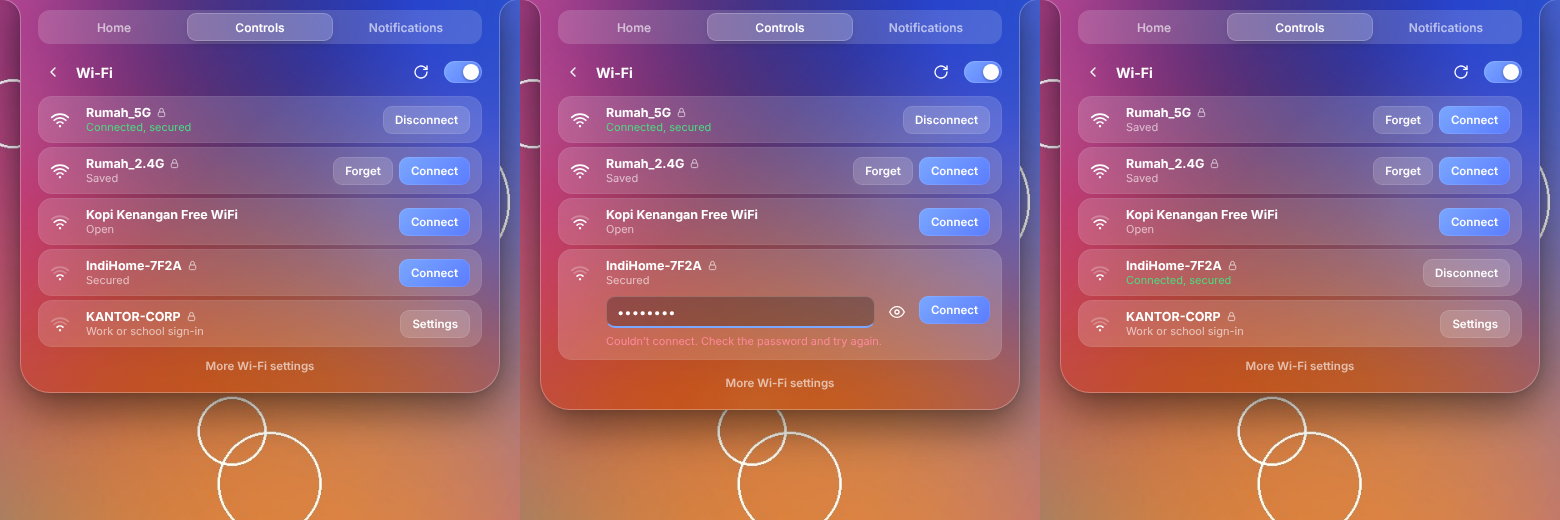 Home Controls Notifications
Wi-Fi
Rumah_5G
Connected, secured
Disconnect
Rumah_2.4G
Saved
Forget Connect
Kopi Kenangan Free WiFi
Open
Connect
IndiHome-7F2A
Secured
Connect
KANTOR-CORP
Work or school sign-in
Settings
More Wi-Fi settings
Home Controls Notifications
Wi-Fi
Rumah_5G
Connected, secured
Disconnect
Rumah_2.4G
Saved
Forget Connect
Kopi Kenangan Free WiFi
Open
Connect
IndiHome-7F2A
Secured
••••••••
Connect
Couldn't connect. Check the password and try again.
More Wi-Fi settings
Home Controls Notifications
Wi-Fi
Rumah_5G
Saved
Forget Connect
Rumah_2.4G
Saved
Forget Connect
Kopi Kenangan Free WiFi
Open
Connect
IndiHome-7F2A
Connected, secured
Disconnect
KANTOR-CORP
Work or school sign-in
Settings
More Wi-Fi settings